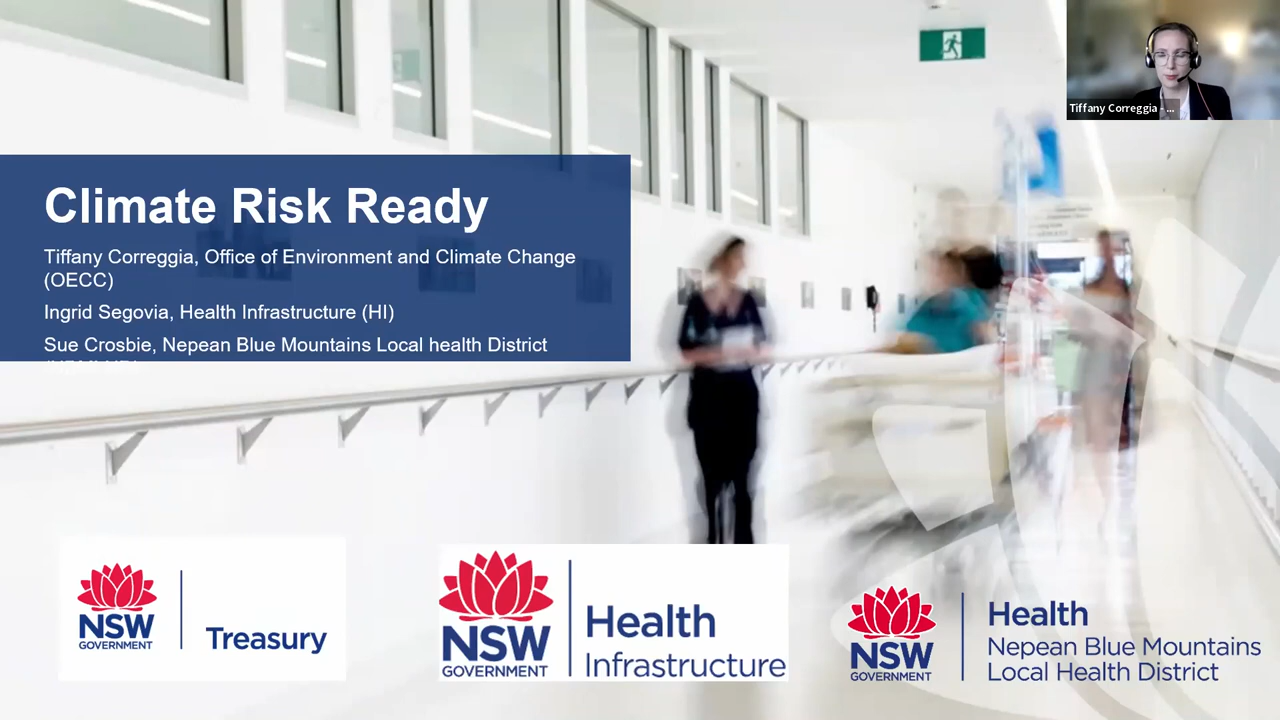 Tiffany Correggia - ...
Climate Risk Ready
Tiffany Correggia, Office of Environment and Climate Change
(OECC)
Ingrid Segovia, Health Infrastructure (HI)
Sue Crosbie, Nepean Blue Mountains Local health District
NSW
GOVERNMENT
Treasury
NSW
GOVERNMENT
Health
Infrastructure
NSW
GOVERNMENT
Health
Nepean Blue Mountains
Local Health District